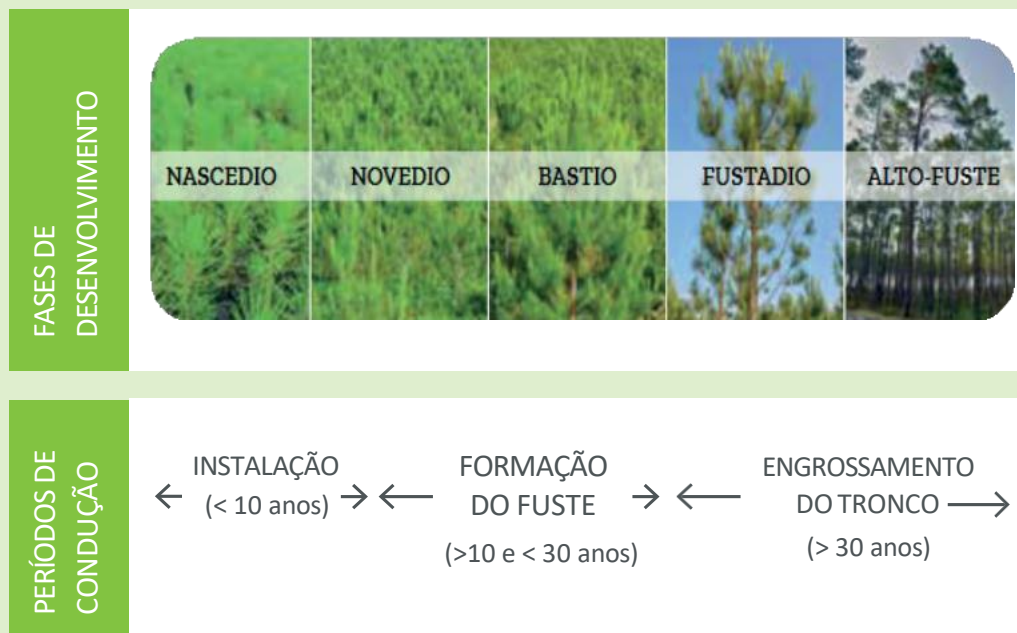 FASES DE
DESENVOLVIMENTO
NASCEDIO
NOVEDIO
BASTIO
FUSTADIO
ALTO-FUSTE
PERÍODOS DE
CONDUÇÃO
INSTALAÇÃO
(< 10 anos)
FORMAÇÃO
DO FUSTE
(>10 e < 30 anos)
ENGROSSAMENTO
DO TRONCO
(> 30 anos)